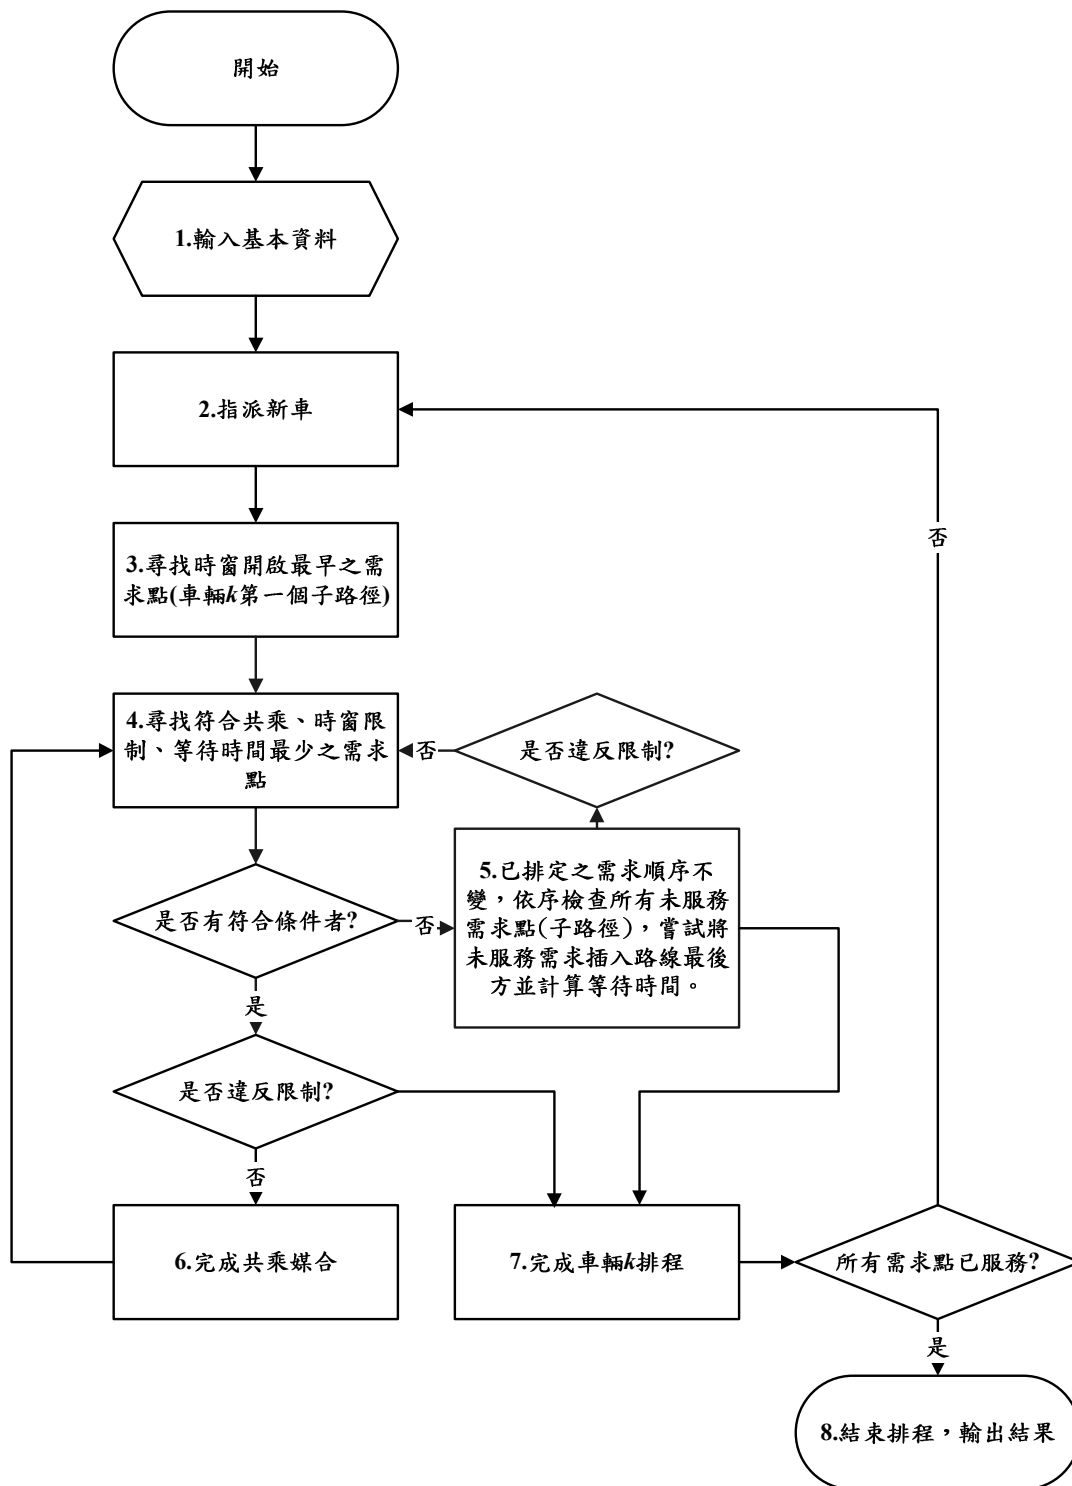 開始
1.輸入基本資料
2.指派新車
否
3.尋找時窗開啟最早之需
求點(車輛k第一個子路徑)
4.尋找符合共乘、時窗限
制、等待時間最少之需求
點
否
是否違反限制?
是否有符合條件者?
否
5.已排定之需求順序不
變，依序檢查所有未服務
需求點(子路徑)，嘗試將
未服務需求插入路線最後
方並計算等待時間。
是
是否違反限制?
否
6.完成共乘媒合
7.完成車輛k排程
所有需求點已服務?
是
8.結束排程，輸出結果